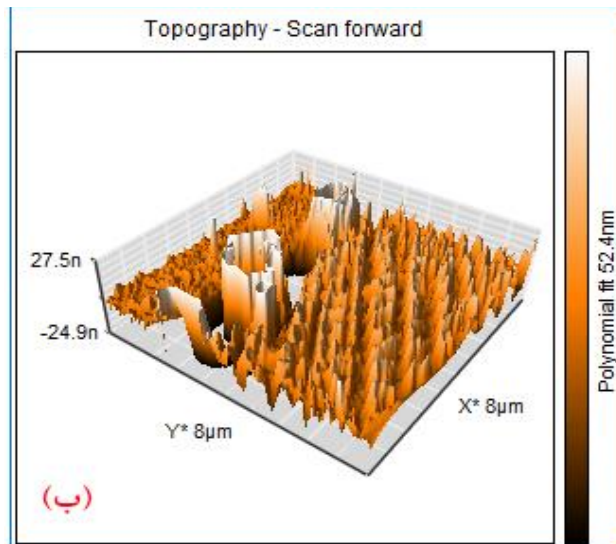 Topography - Scan forward
27.5n
-24.9n
Y* 8µm
X* 8µm
Polynomial fit 52.4nm
(ب)